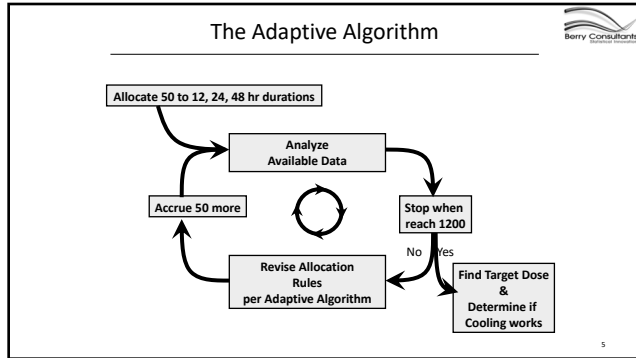 The Adaptive Algorithm
Berry Consultants
Statistical Innovation
Allocate 50 to 12, 24, 48 hr durations
Analyze
Available Data
Accrue 50 more
Stop when
reach 1200
No
Yes
Revise Allocation
Rules
per Adaptive Algorithm
Find Target Dose
&
Determine if
Cooling works
5